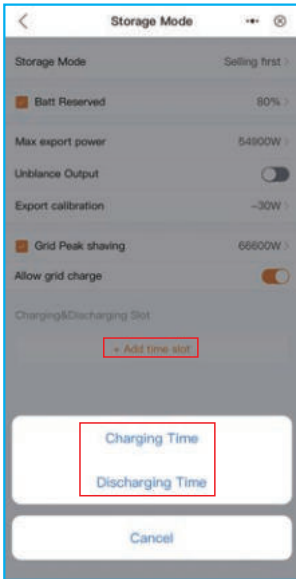 Storage Mode
Storage Mode Selling first
Batt Reserved 80%
Max export power 54900W
Unblance Output
Export calibration -30W
Grid Peak shaving 66600W
Allow grid charge
Charging&Discharging Slot
+ Add time slot
Charging Time
Discharging Time
Cancel